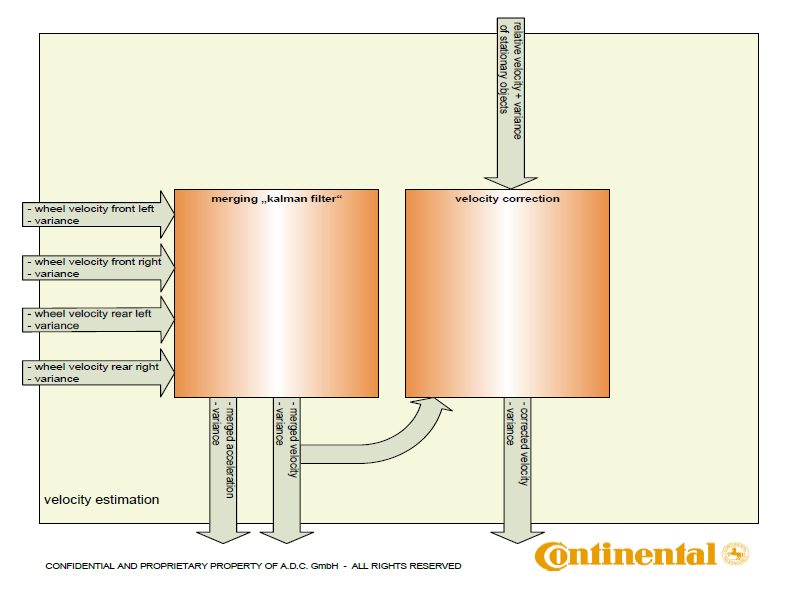 relative velocity + variance
of stationary objects
merging „kalman filter“
velocity correction
- wheel velocity front left
- variance
- wheel velocity front right
- variance
- wheel velocity rear left
- variance
- wheel velocity rear right
- variance
- merged acceleration
- variance
- merged velocity
- variance
- corrected velocity
- variance
velocity estimation
CONFIDENTIAL AND PROPRIETARY PROPERTY OF A.D.C. GmbH - ALL RIGHTS RESERVED
Continental